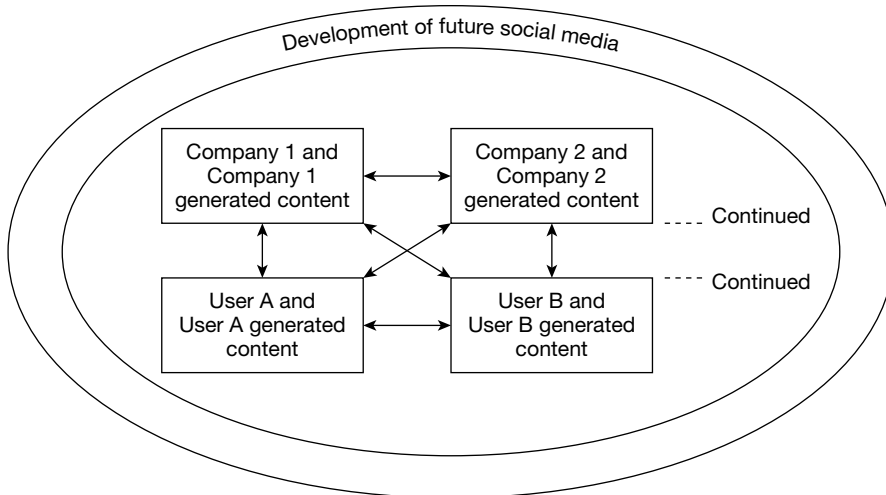 Development of future social media
Company 1 and
Company 1
generated content
Company 2 and
Company 2
generated content
Continued
Continued
User A and
User A generated
content
User B and
User B generated
content